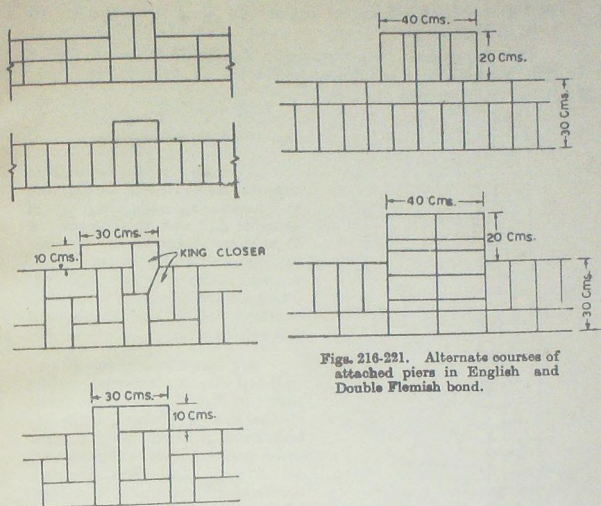 40 Cms.
20 Cms.
30 Cms.
30 Cms.
10 Cms.
KING CLOSER
40 Cms.
20 Cms.
30 Cms.
Figs. 216-221. Alternate courses of
attached piers in English and
Double Flemish bond.
30 Cms.
10 Cms.